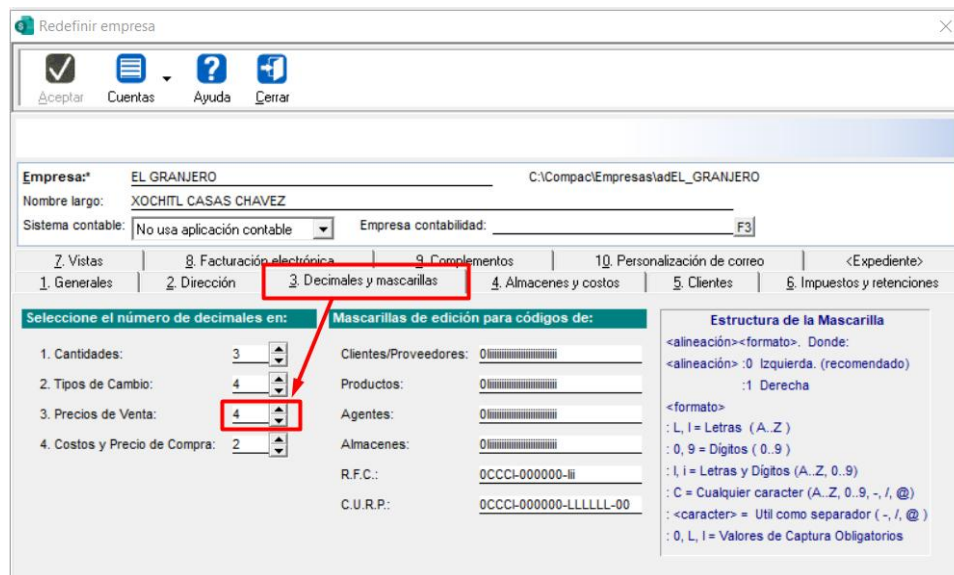 Redefinir empresa
Aceptar Cuentas Ayuda Cerrar
Empresa:* EL GRANJERO C:\Compac\Empresas\adEL_GRANJERO
Nombre largo: XOCHITL CASAS CHAVEZ
Sistema contable: No usa aplicación contable Empresa contabilidad: F3
7. Vistas 8. Facturación electrónica 9. Complementos 10. Personalización de correo <Expediente>
1. Generales 2. Dirección 3. Decimales y mascarillas 4. Almacenes y costos 5. Clientes 6. Impuestos y retenciones
Seleccione el número de decimales en:
1. Cantidades: 3
2. Tipos de Cambio: 4
3. Precios de Venta: 4
4. Costos y Precio de Compra: 2
Mascarillas de edición para códigos de:
Clientes/Proveedores:
Productos:
Agentes:
Almacenes:
R.F.C.: 0CCCI-000000-Iii
C.U.R.P.: 0CCCI-000000-LLLLLL-00
Estructura de la Mascarilla
<alineación><formato>. Donde:
<alineación> :0 Izquierda. (recomendado)
:1 Derecha
<formato>
: L, l = Letras ( A..Z )
: 0, 9 = Dígitos ( 0..9 )
: I, i = Letras y Dígitos (A..Z, 0..9)
: C = Cualquier caracter (A..Z, 0..9, -, /, @)
: <caracter> = Util como separador ( -, /, @ )
: 0, L, I = Valores de Captura Obligatorios